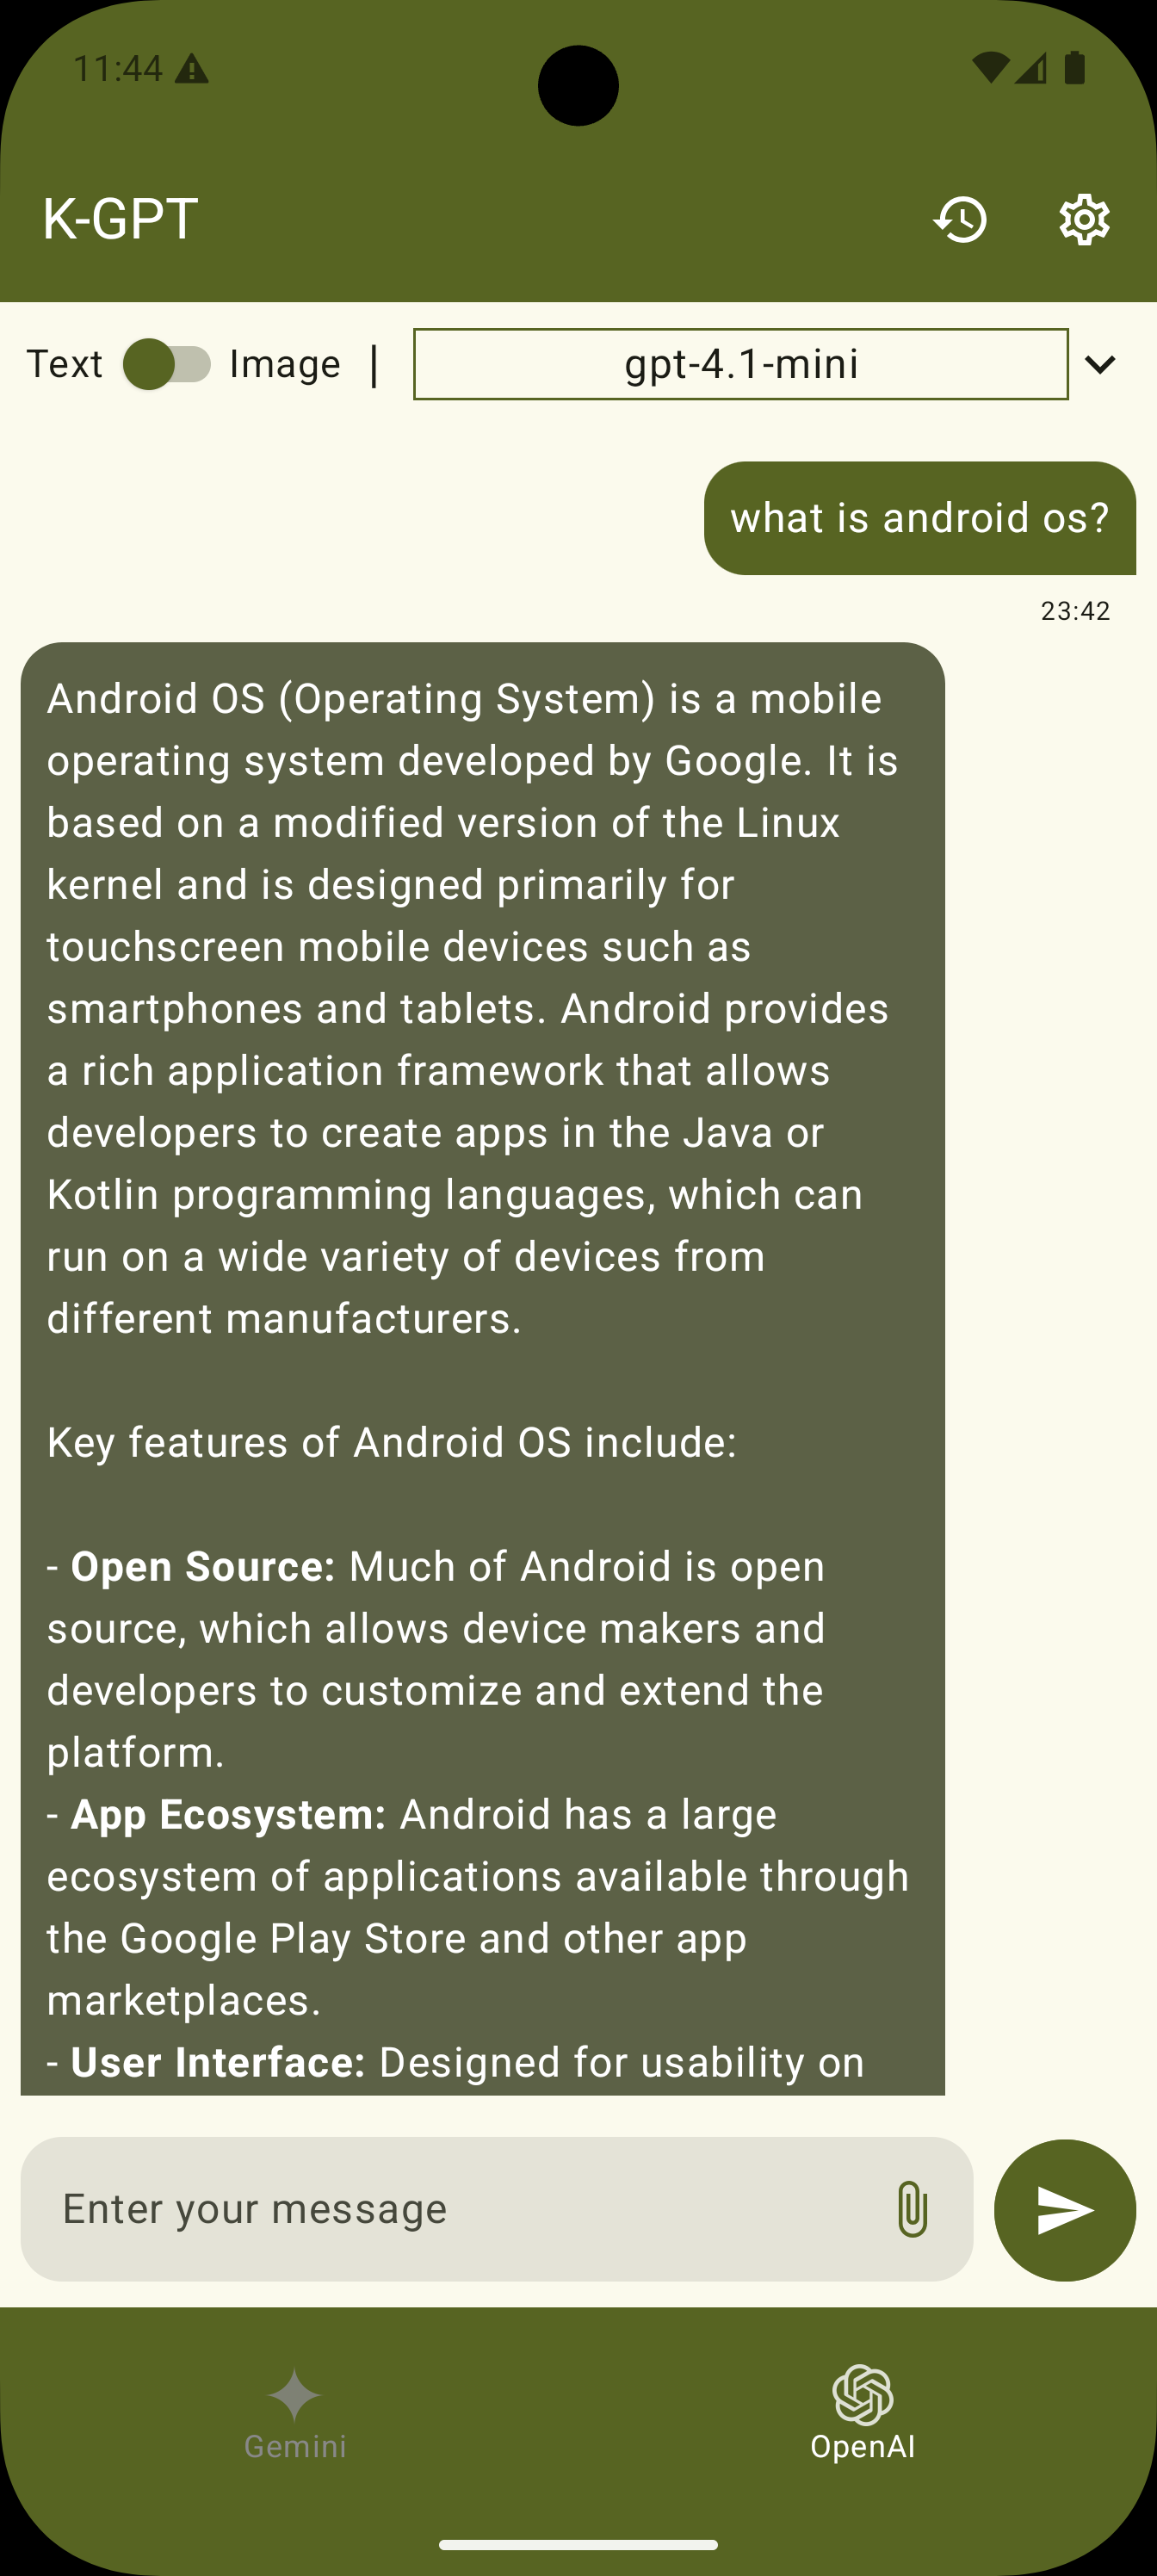 11:44
K-GPT
Text Image | gpt-4.1-mini
what is android os?
23:42
Android OS (Operating System) is a mobile
operating system developed by Google. It is
based on a modified version of the Linux
kernel and is designed primarily for
touchscreen mobile devices such as
smartphones and tablets. Android provides
a rich application framework that allows
developers to create apps in the Java or
Kotlin programming languages, which can
run on a wide variety of devices from
different manufacturers.
Key features of Android OS include:
- Open Source: Much of Android is open
source, which allows device makers and
developers to customize and extend the
platform.
- App Ecosystem: Android has a large
ecosystem of applications available through
the Google Play Store and other app
marketplaces.
- User Interface: Designed for usability on
Enter your message
Gemini OpenAI